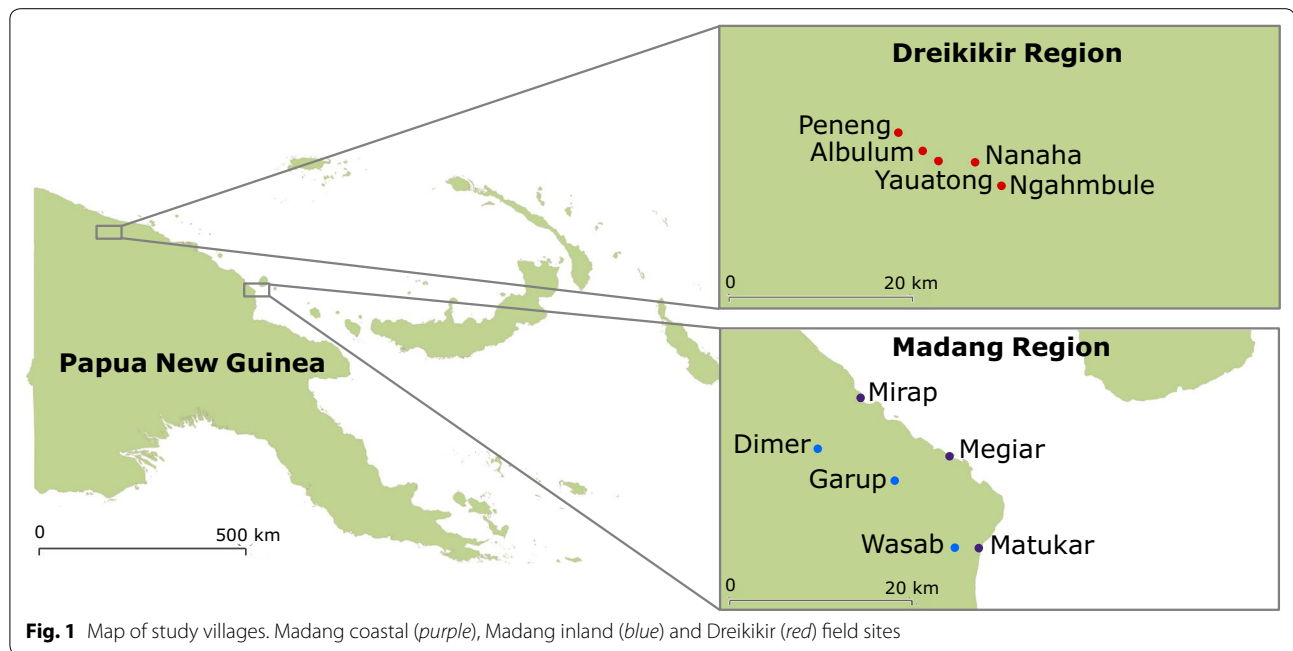 Dreikikir Region
Peneng
Albulum
Nanaha
Yauatong
Ngahmbule
0 20 km
Papua New Guinea
0 500 km
Madang Region
Mirap
Dimer
Megiar
Garup
Wasab
Matukar
0 20 km
Fig. 1 Map of study villages. Madang coastal (purple), Madang inland (blue) and Dreikikir (red) field sites